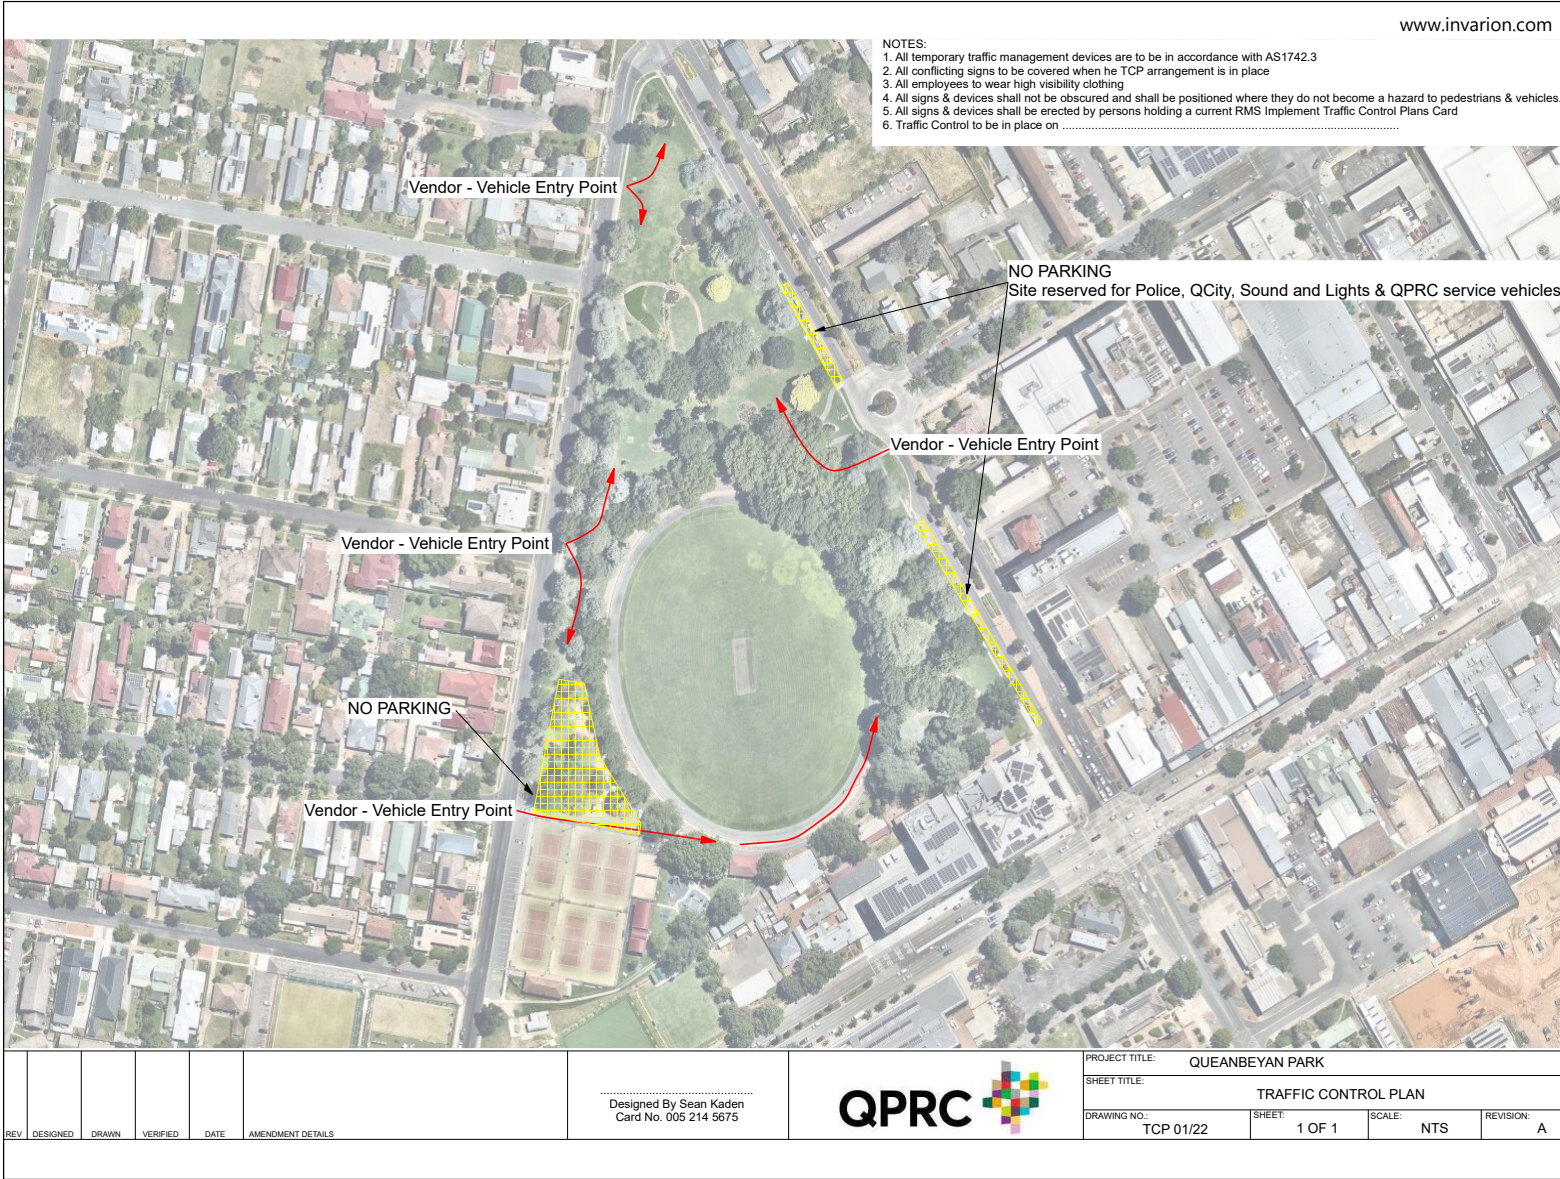 www.invarion.com
NOTES:
1. All temporary traffic management devices are to be in accordance with AS1742.3
2. All conflicting signs to be covered when he TCP arrangement is in place
3. All employees to wear high visibility clothing
4. All signs & devices shall not be obscured and shall be positioned where they do not become a hazard to pedestrians & vehicles.
5. All signs & devices shall be erected by persons holding a current RMS Implement Traffic Control Plans Card
6. Traffic Control to be in place on ........................................................................................................
Vendor - Vehicle Entry Point
NO PARKING
Site reserved for Police, QCity, Sound and Lights & QPRC service vehicles
Vendor - Vehicle Entry Point
Vendor - Vehicle Entry Point
NO PARKING
Vendor - Vehicle Entry Point
REV DESIGNED DRAWN VERIFIED DATE AMENDMENT DETAILS
................................................
Designed By Sean Kaden
Card No. 005 214 5675
QPRC
PROJECT TITLE: QUEANBEYAN PARK
SHEET TITLE:
TRAFFIC CONTROL PLAN
DRAWING NO.: SHEET: SCALE: REVISION:
TCP 01/22 1 OF 1 NTS A